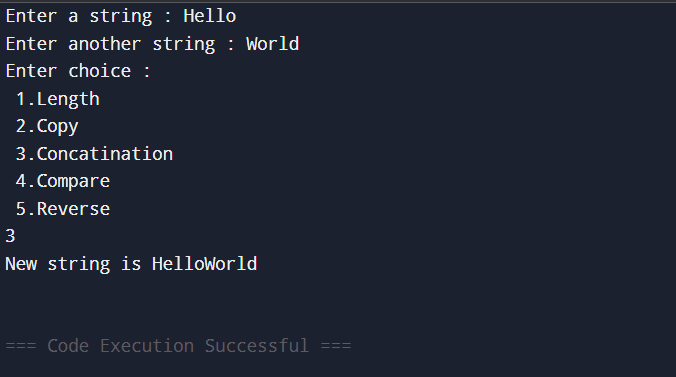 Enter a string : Hello
Enter another string : World
Enter choice :
1.Length
2.Copy
3.Concatination
4.Compare
5.Reverse
3
New string is HelloWorld
=== Code Execution Successful ===